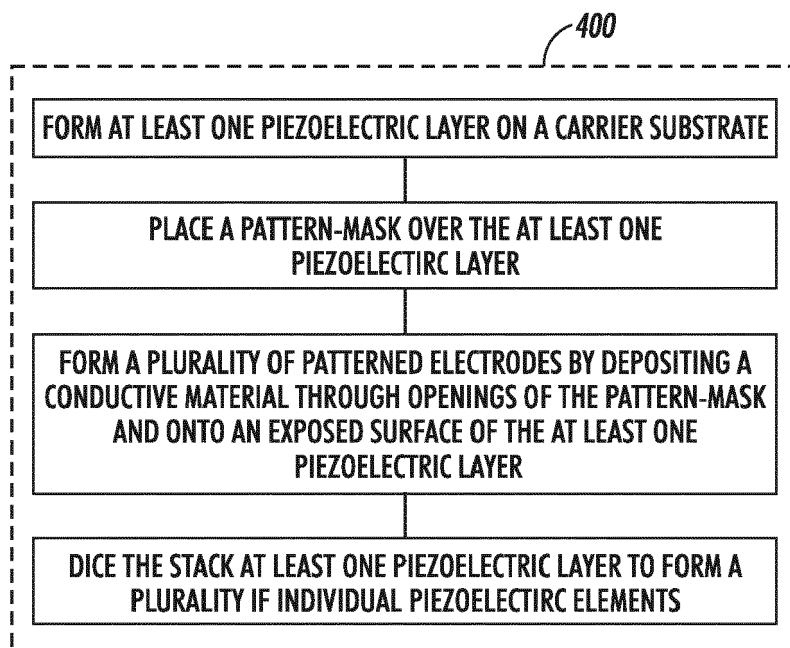 400
FORM AT LEAST ONE PIEZOELECTRIC LAYER ON A CARRIER SUBSTRATE
PLACE A PATTERN-MASK OVER THE AT LEAST ONE
PIEZOELECTIRC LAYER
FORM A PLURALITY OF PATTERNED ELECTRODES BY DEPOSITING A
CONDUCTIVE MATERIAL THROUGH OPENINGS OF THE PATTERN-MASK
AND ONTO AN EXPOSED SURFACE OF THE AT LEAST ONE
PIEZOELECTRIC LAYER
DICE THE STACK AT LEAST ONE PIEZOELECTRIC LAYER TO FORM A
PLURALITY IF INDIVIDUAL PIEZOELECTIRC ELEMENTS